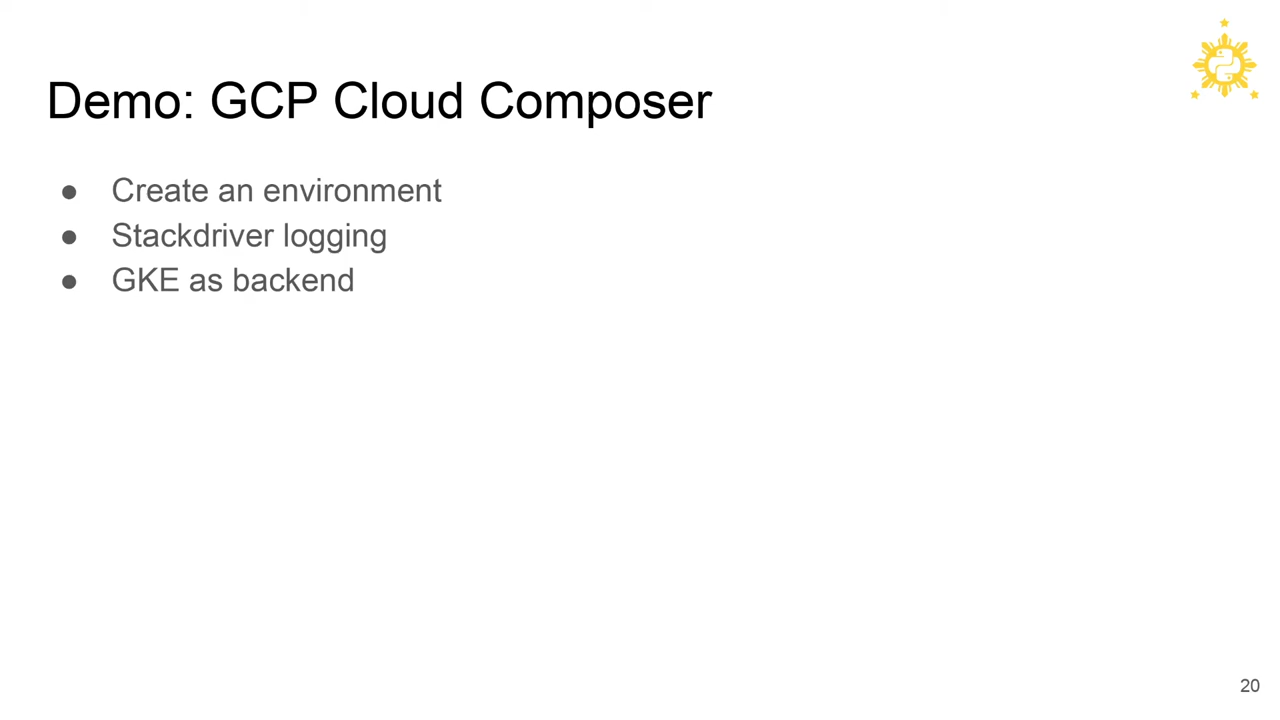 Demo: GCP Cloud Composer
● Create an environment
● Stackdriver logging
● GKE as backend
20